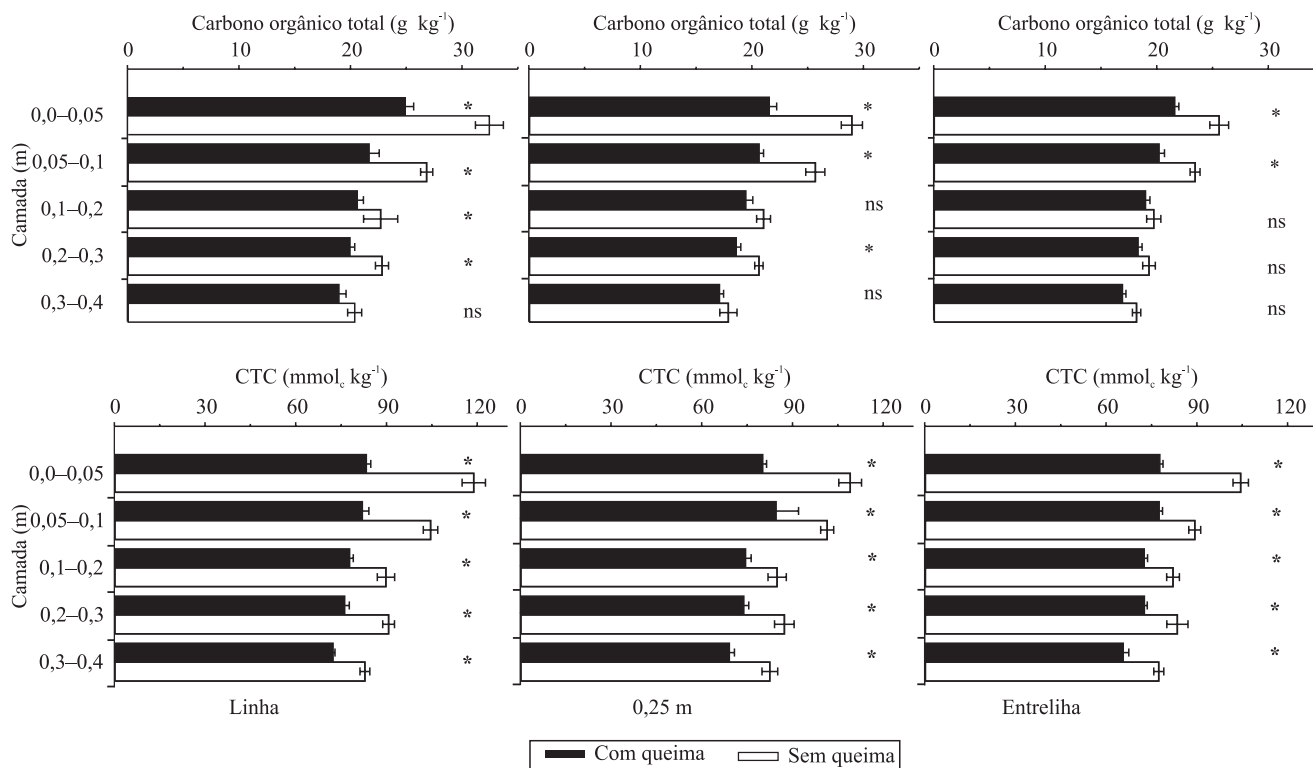 Carbono orgânico total (g kg⁻¹) Carbono orgânico total (g kg⁻¹) Carbono orgânico total (g kg⁻¹)
0 10 20 30 0 10 20 30 0 10 20 30
Camada (m)
0,0–0,05 * * *
0,05–0,1 * * *
0,1–0,2 * ns ns
0,2–0,3 * * ns
0,3–0,4 ns ns ns
CTC (mmol꜀ kg⁻¹) CTC (mmol꜀ kg⁻¹) CTC (mmol꜀ kg⁻¹)
0 30 60 90 120 0 30 60 90 120 0 30 60 90 120
Camada (m)
0,0–0,05 * * *
0,05–0,1 * * *
0,1–0,2 * * *
0,2–0,3 * * *
0,3–0,4 * * *
Linha 0,25 m Entreliha
Com queima Sem queima